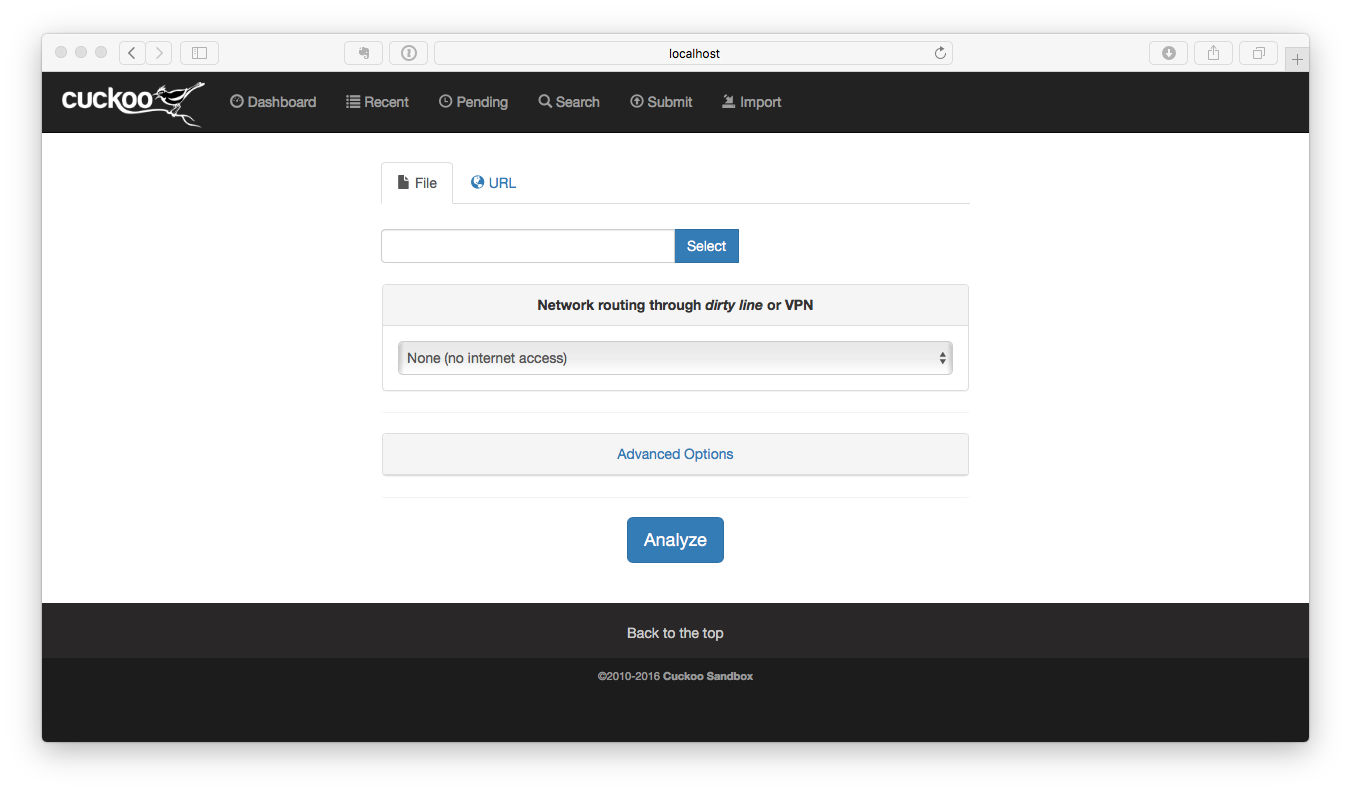 localhost
cuckoo Dashboard Recent Pending Search Submit Import
File URL
Select
Network routing through dirty line or VPN
None (no internet access)
Advanced Options
Analyze
Back to the top
©2010-2016 Cuckoo Sandbox